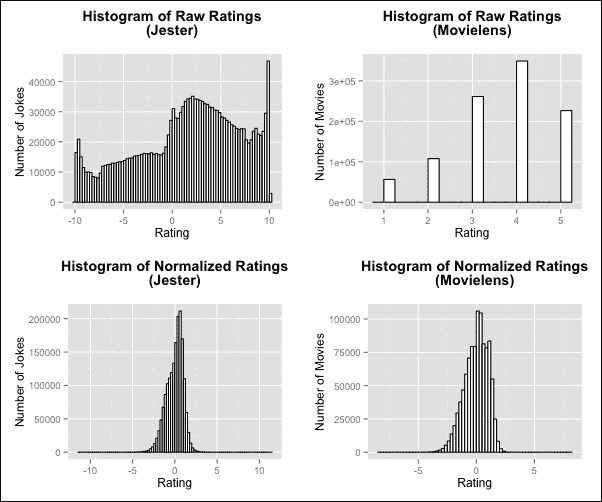 Histogram of Raw Ratings
(Jester)
Number of Jokes
40000
30000
20000
10000
0
-10
-5
0
5
10
Rating
Histogram of Raw Ratings
(Movielens)
Number of Movies
3e+05
2e+05
1e+05
0e+00
1
2
3
4
5
Rating
Histogram of Normalized Ratings
(Jester)
Number of Jokes
200000
150000
100000
50000
0
-10
-5
0
5
10
Rating
Histogram of Normalized Ratings
(Movielens)
Number of Movies
100000
75000
50000
25000
0
-5
0
5
Rating